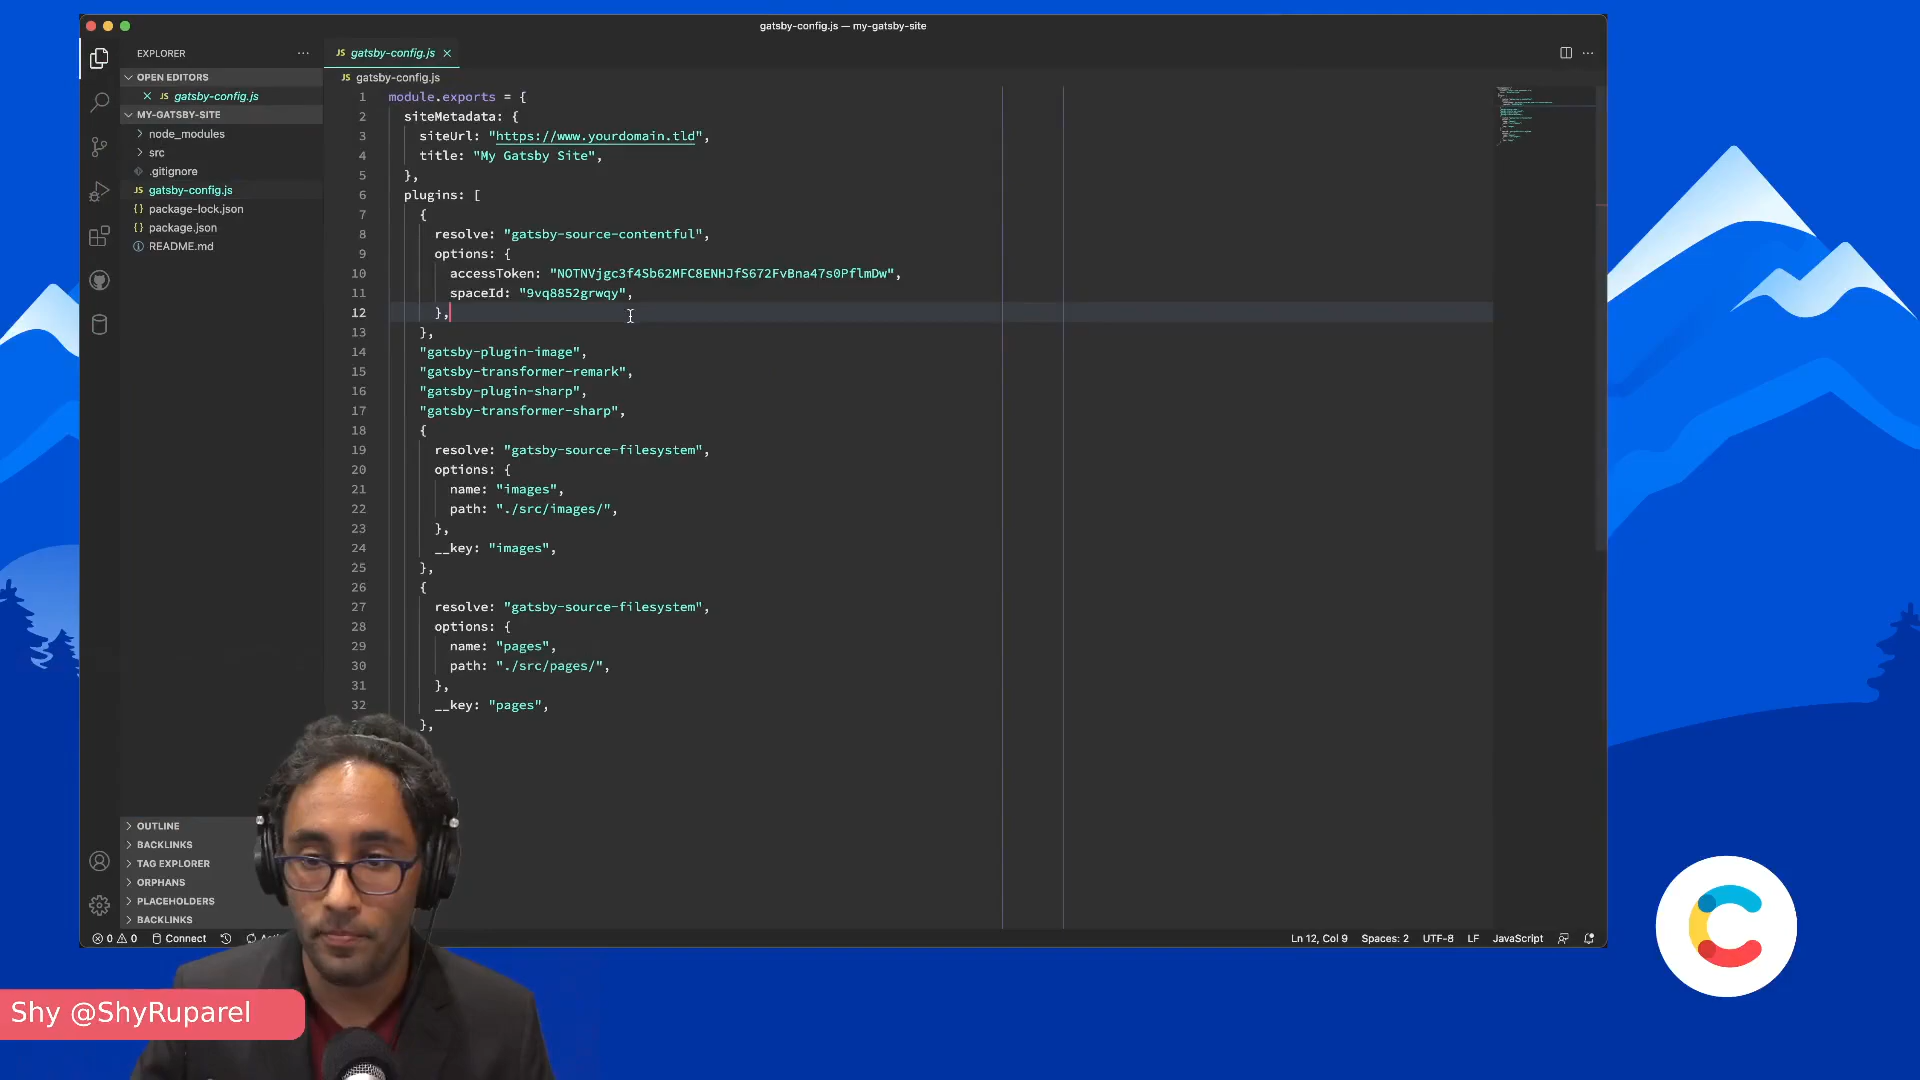 gatsby-config.js — my-gatsby-site
EXPLORER
OPEN EDITORS
JS gatsby-config.js
MY-GATSBY-SITE
node_modules
src
.gitignore
JS gatsby-config.js
{} package-lock.json
{} package.json
README.md
JS gatsby-config.js
JS gatsby-config.js
1 module.exports = {
2 siteMetadata: {
3 siteUrl: "https://www.yourdomain.tld",
4 title: "My Gatsby Site",
5 },
6 plugins: [
7 {
8 resolve: "gatsby-source-contentful",
9 options: {
10 accessToken: "NOTNVjgc3f4Sb62MFC8ENHJfS672FvBna47s0PflmDw",
11 spaceId: "9vq8852grwqy",
12 },
13 },
14 "gatsby-plugin-image",
15 "gatsby-transformer-remark",
16 "gatsby-plugin-sharp",
17 "gatsby-transformer-sharp",
18 {
19 resolve: "gatsby-source-filesystem",
20 options: {
21 name: "images",
22 path: "./src/images/",
23 },
24 __key: "images",
25 },
26 {
27 resolve: "gatsby-source-filesystem",
28 options: {
29 name: "pages",
30 path: "./src/pages/",
31 },
32 __key: "pages",
},
OUTLINE
BACKLINKS
TAG EXPLORER
ORPHANS
PLACEHOLDERS
BACKLINKS
0 0 Connect
Ln 12, Col 9 Spaces: 2 UTF-8 LF JavaScript
Shy @ShyRuparel